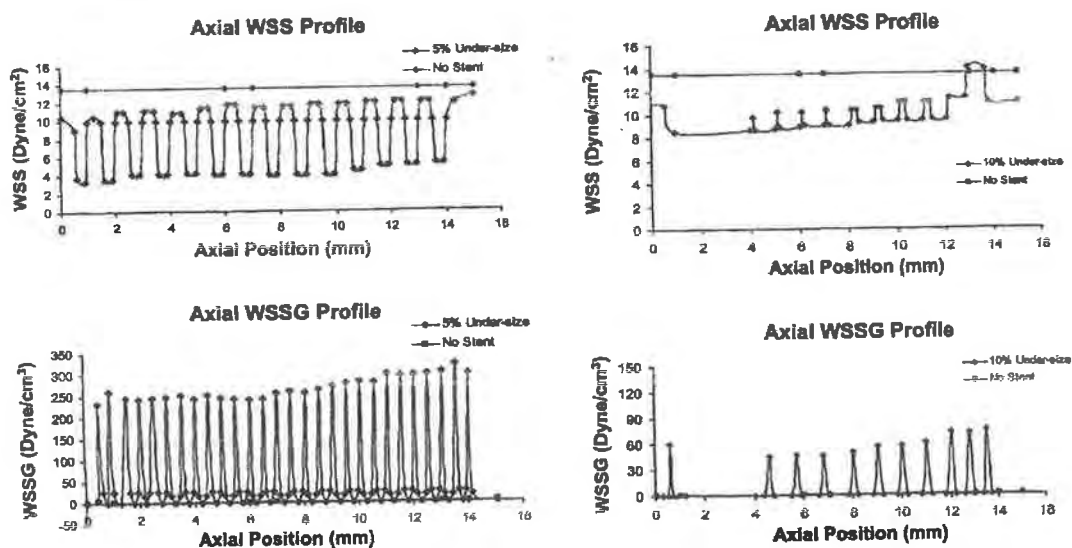 Axial WSS Profile
5% Under-size
No Stent
WSS (Dyne/cm²)
16
14
12
10
8
6
4
2
0
0 2 4 6 8 10 12 14 16
Axial Position (mm)
Axial WSS Profile
WSS (Dyne/cm²)
16
14
12
10
8
6
4
2
0
10% Under-size
No Stent
0 2 4 6 8 10 12 14 16
Axial Position (mm)
Axial WSSG Profile
5% Under-size
No Stent
WSSG (Dyne/cm³)
350
300
250
200
150
100
50
0
-50
0 2 4 6 8 10 12 14 16
Axial Position (mm)
Axial WSSG Profile
10% Under-size
No Stent
WSSG (Dyne/cm³)
150
120
90
60
30
0
0 2 4 6 8 10 12 14 16
Axial Position (mm)